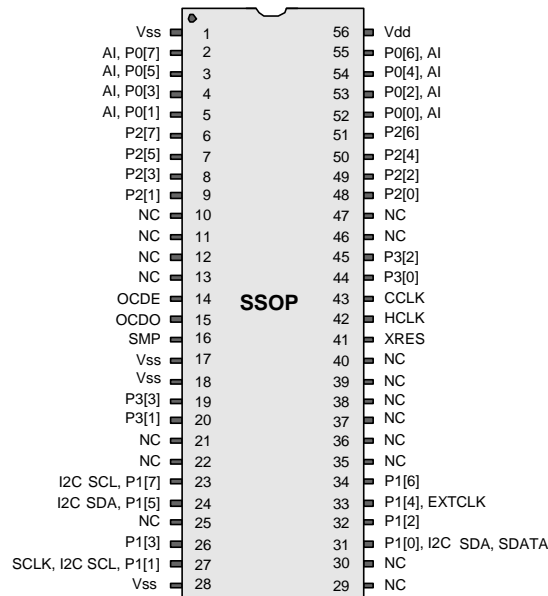 Vss 1 56 Vdd
AI, P0[7] 2 55 P0[6], AI
AI, P0[5] 3 54 P0[4], AI
AI, P0[3] 4 53 P0[2], AI
AI, P0[1] 5 52 P0[0], AI
P2[7] 6 51 P2[6]
P2[5] 7 50 P2[4]
P2[3] 8 49 P2[2]
P2[1] 9 48 P2[0]
NC 10 47 NC
NC 11 46 NC
NC 12 45 P3[2]
NC 13 44 P3[0]
OCDE 14 SSOP 43 CCLK
OCDO 15 42 HCLK
SMP 16 41 XRES
Vss 17 40 NC
Vss 18 39 NC
P3[3] 19 38 NC
P3[1] 20 37 NC
NC 21 36 NC
NC 22 35 NC
I2C SCL, P1[7] 23 34 P1[6]
I2C SDA, P1[5] 24 33 P1[4], EXTCLK
NC 25 32 P1[2]
P1[3] 26 31 P1[0], I2C SDA, SDATA
SCLK, I2C SCL, P1[1] 27 30 NC
Vss 28 29 NC